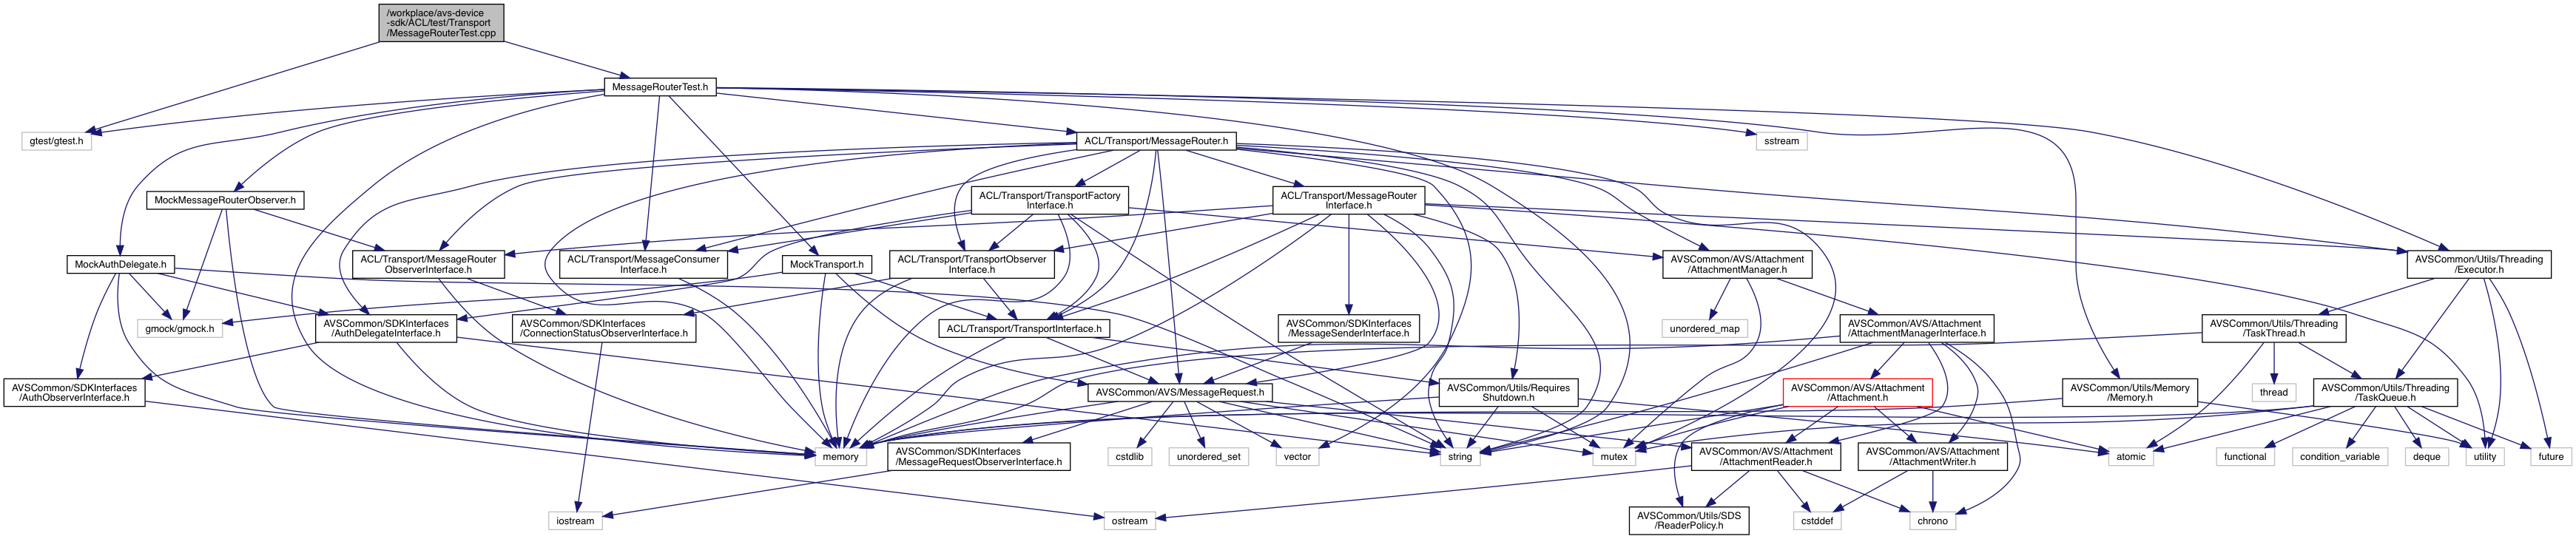 /workplace/avs-device
-sdk/ACL/test/Transport
/MessageRouterTest.cpp
MessageRouterTest.h
gtest/gtest.h
ACL/Transport/MessageRouter.h
sstream
MockMessageRouterObserver.h
ACL/Transport/TransportFactory
Interface.h
ACL/Transport/MessageRouter
Interface.h
MockAuthDelegate.h
ACL/Transport/MessageRouter
ObserverInterface.h
ACL/Transport/MessageConsumer
Interface.h
MockTransport.h
ACL/Transport/TransportObserver
Interface.h
AVSCommon/AVS/Attachment
/AttachmentManager.h
AVSCommon/Utils/Threading
/Executor.h
gmock/gmock.h
AVSCommon/SDKInterfaces
/AuthDelegateInterface.h
AVSCommon/SDKInterfaces
/ConnectionStatusObserverInterface.h
ACL/Transport/TransportInterface.h
AVSCommon/SDKInterfaces
/MessageSenderInterface.h
unordered_map
AVSCommon/AVS/Attachment
/AttachmentManagerInterface.h
AVSCommon/Utils/Threading
/TaskThread.h
AVSCommon/SDKInterfaces
/AuthObserverInterface.h
AVSCommon/AVS/MessageRequest.h
AVSCommon/Utils/Requires
Shutdown.h
AVSCommon/AVS/Attachment
/Attachment.h
AVSCommon/Utils/Memory
/Memory.h
thread
AVSCommon/Utils/Threading
/TaskQueue.h
memory
AVSCommon/SDKInterfaces
/MessageRequestObserverInterface.h
cstdlib
unordered_set
vector
string
mutex
AVSCommon/AVS/Attachment
/AttachmentReader.h
AVSCommon/AVS/Attachment
/AttachmentWriter.h
atomic
functional
condition_variable
deque
utility
future
iostream
ostream
AVSCommon/Utils/SDS
/ReaderPolicy.h
cstddef
chrono